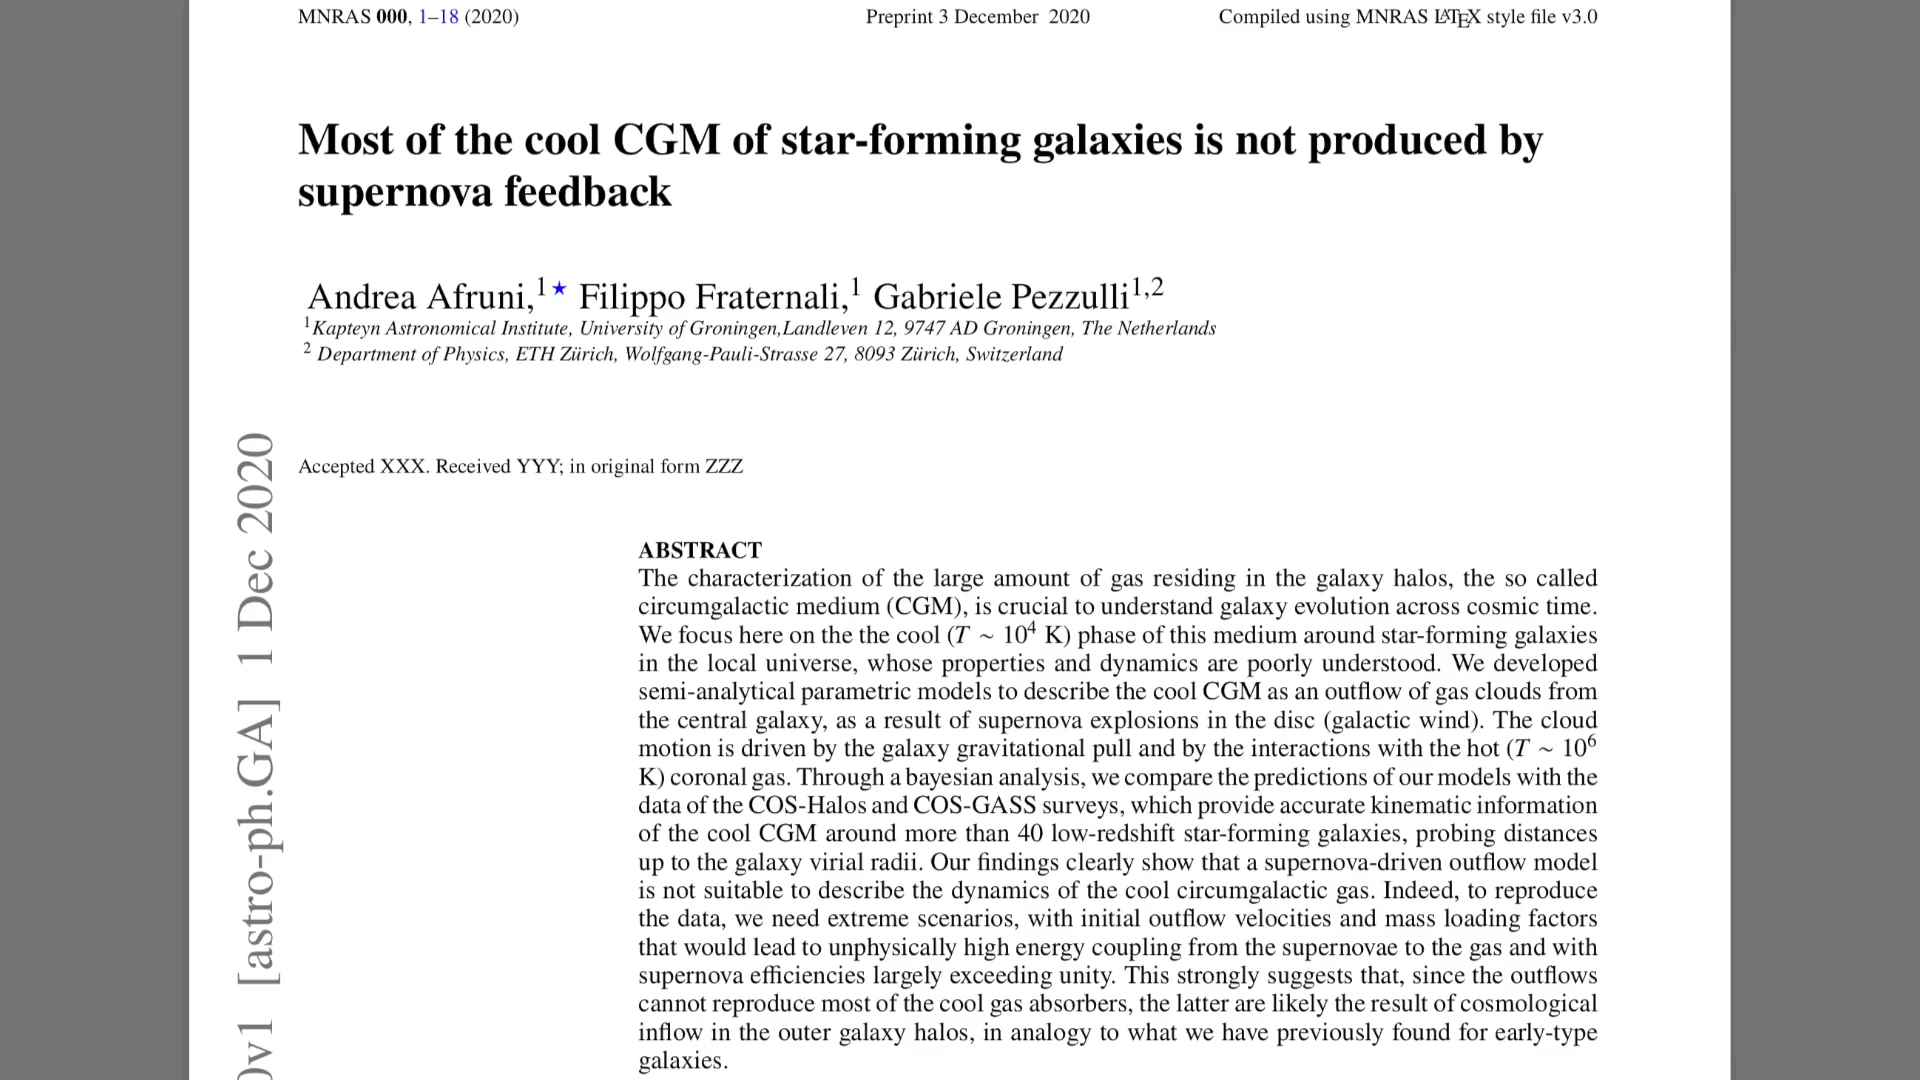 MNRAS 000, 1–18 (2020) Preprint 3 December 2020 Compiled using MNRAS LATEX style file v3.0
Most of the cool CGM of star-forming galaxies is not produced by
supernova feedback
Andrea Afruni,1★ Filippo Fraternali,1 Gabriele Pezzulli1,2
1Kapteyn Astronomical Institute, University of Groningen,Landleven 12, 9747 AD Groningen, The Netherlands
2 Department of Physics, ETH Zürich, Wolfgang-Pauli-Strasse 27, 8093 Zürich, Switzerland
Accepted XXX. Received YYY; in original form ZZZ
ABSTRACT
The characterization of the large amount of gas residing in the galaxy halos, the so called
circumgalactic medium (CGM), is crucial to understand galaxy evolution across cosmic time.
We focus here on the the cool (T ∼ 10⁴ K) phase of this medium around star-forming galaxies
in the local universe, whose properties and dynamics are poorly understood. We developed
semi-analytical parametric models to describe the cool CGM as an outflow of gas clouds from
the central galaxy, as a result of supernova explosions in the disc (galactic wind). The cloud
motion is driven by the galaxy gravitational pull and by the interactions with the hot (T ∼ 10⁶
K) coronal gas. Through a bayesian analysis, we compare the predictions of our models with the
data of the COS-Halos and COS-GASS surveys, which provide accurate kinematic information
of the cool CGM around more than 40 low-redshift star-forming galaxies, probing distances
up to the galaxy virial radii. Our findings clearly show that a supernova-driven outflow model
is not suitable to describe the dynamics of the cool circumgalactic gas. Indeed, to reproduce
the data, we need extreme scenarios, with initial outflow velocities and mass loading factors
that would lead to unphysically high energy coupling from the supernovae to the gas and with
supernova efficiencies largely exceeding unity. This strongly suggests that, since the outflows
cannot reproduce most of the cool gas absorbers, the latter are likely the result of cosmological
inflow in the outer galaxy halos, in analogy to what we have previously found for early-type
galaxies.
v1 [astro-ph.GA] 1 Dec 2020